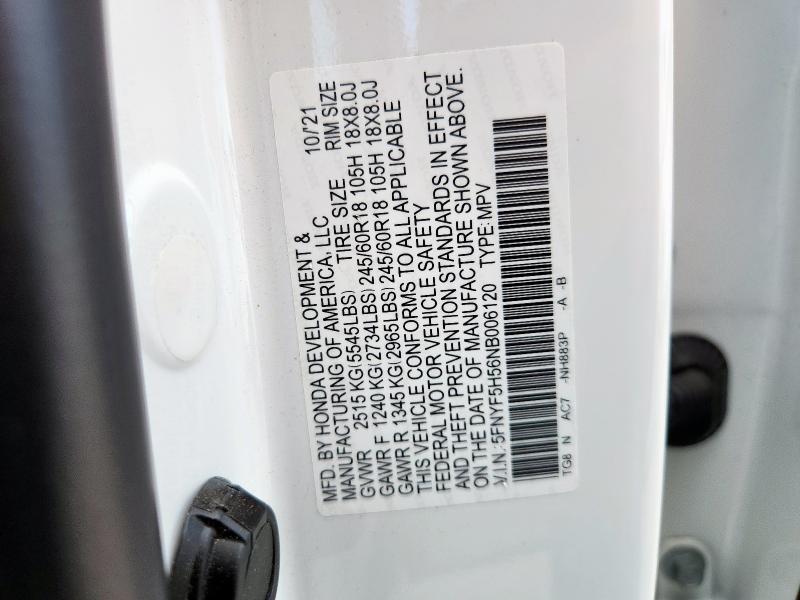 MFD. BY HONDA DEVELOPMENT & 10/'21
MANUFACTURING OF AMERICA, LLC
TIRE SIZE RIM SIZE
GVWR 2515 KG(5545LBS)
GAWR F 1240 KG(2734LBS) 245/60R18 105H 18X8.0J
GAWR R 1345 KG(2965LBS) 245/60R18 105H 18X8.0J
THIS VEHICLE CONFORMS TO ALL APPLICABLE
FEDERAL MOTOR VEHICLE SAFETY
AND THEFT PREVENTION STANDARDS IN EFFECT
ON THE DATE OF MANUFACTURE SHOWN ABOVE.
V.I.N.:5FNYF5H56NB006120 TYPE:MPV
TG8 N AC7 -NH883P -A -B